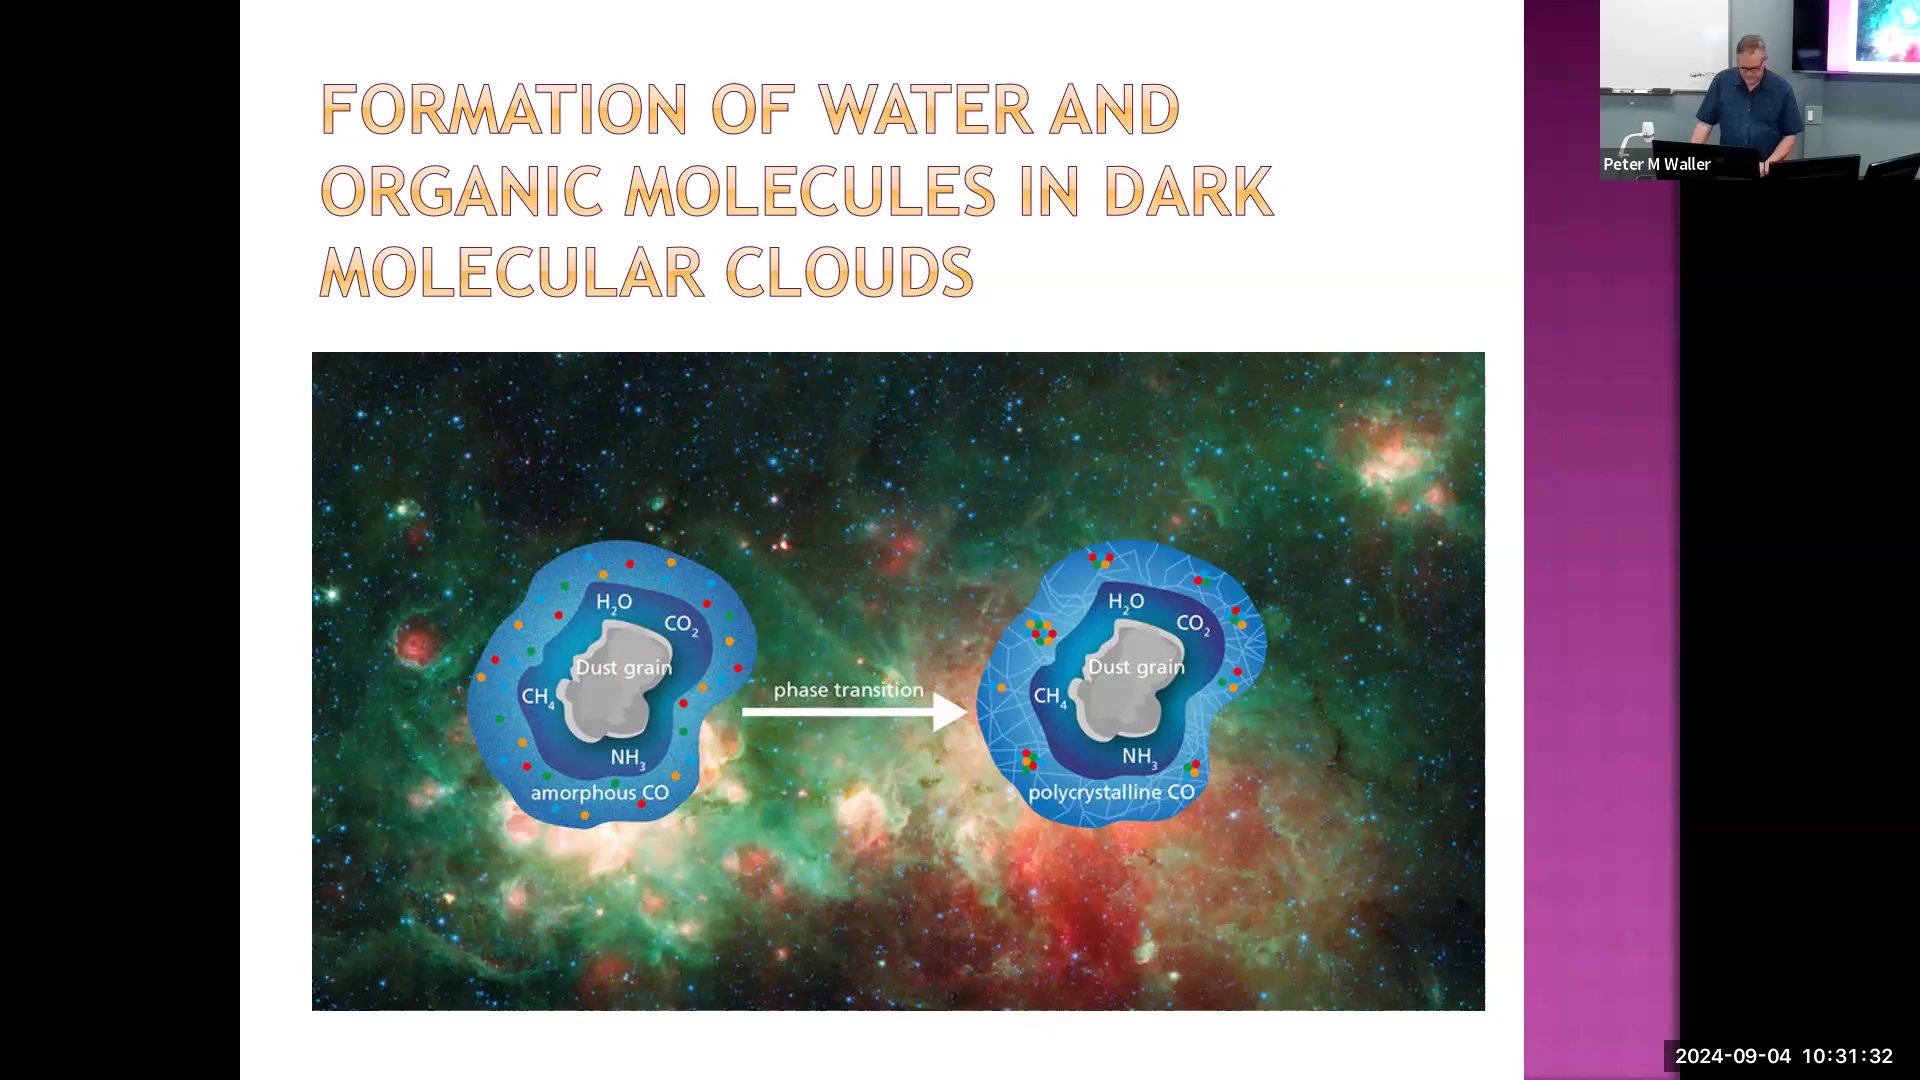 FORMATION OF WATER AND
ORGANIC MOLECULES IN DARK
MOLECULAR CLOUDS
Peter M Waller
H2O
CO2
Dust grain
CH4
NH3
amorphous CO
phase transition
H2O
CO2
Dust grain
CH4
NH3
polycrystalline CO
2024-09-04 10:31:32